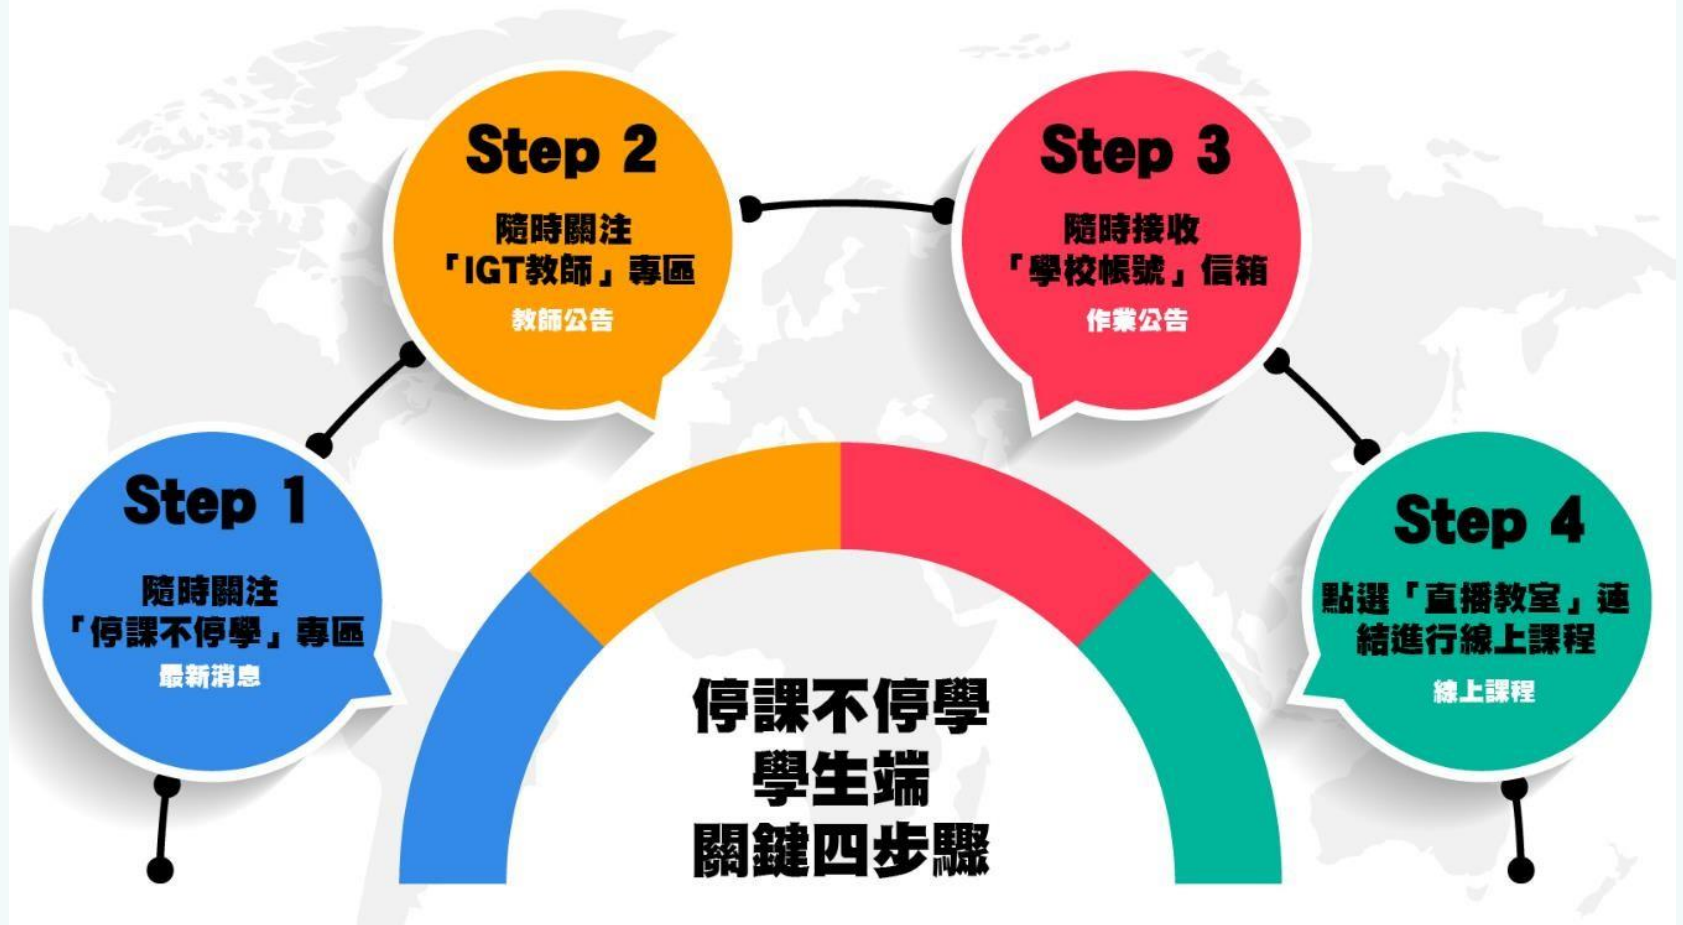 Step 1
隨時關注
「停課不停學」專區
最新消息
Step 2
隨時關注
「IGT教師」專區
教師公告
Step 3
隨時接收
「學校帳號」信箱
作業公告
Step 4
點選「直播教室」連
結進行線上課程
線上課程
停課不停學
學生端
關鍵四步驟